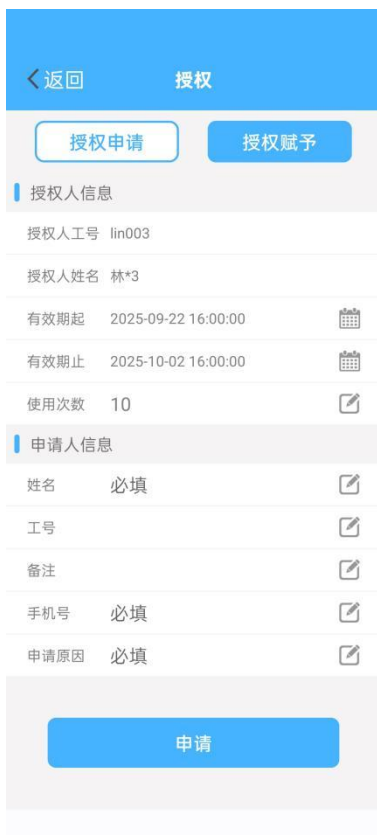 返回 授权
授权申请 授权赋予
授权人信息
授权人工号 lin003
授权人姓名 林*3
有效期起 2025-09-22 16:00:00
有效期止 2025-10-02 16:00:00
使用次数 10
申请人信息
姓名 必填
工号
备注
手机号 必填
申请原因 必填
申请